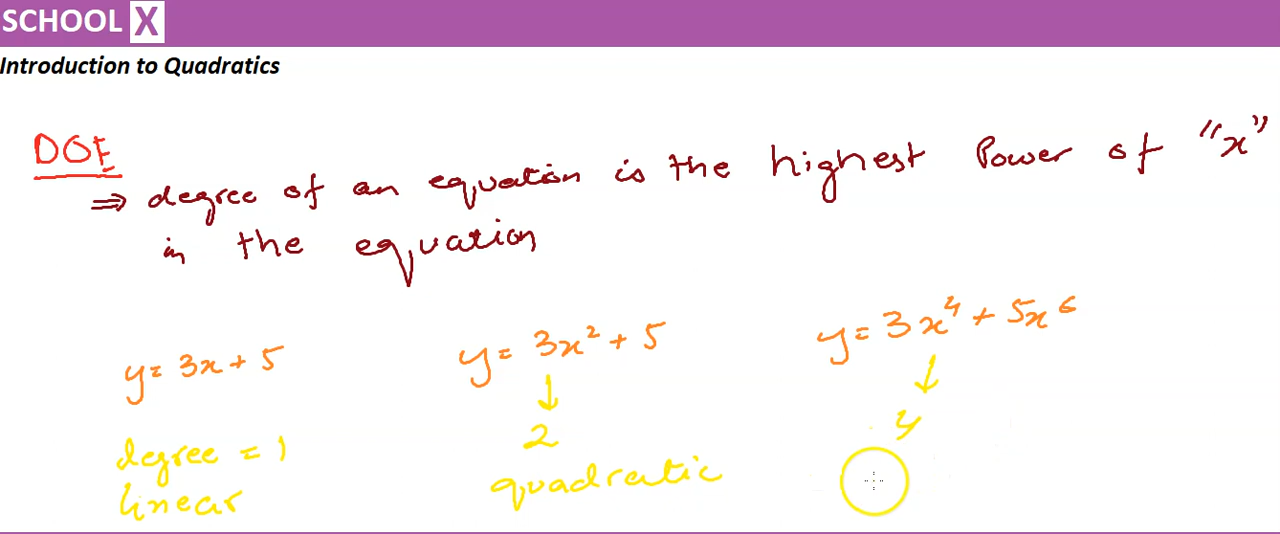 SCHOOL X
Introduction to Quadratics
DOE
⇒ degree of an equation is the highest Power of "x"
in the equation
y = 3x + 5
y = 3x² + 5
y = 3x⁴ + 5x⁶
↓
↓
degree = 1
2
4
linear
quadratic